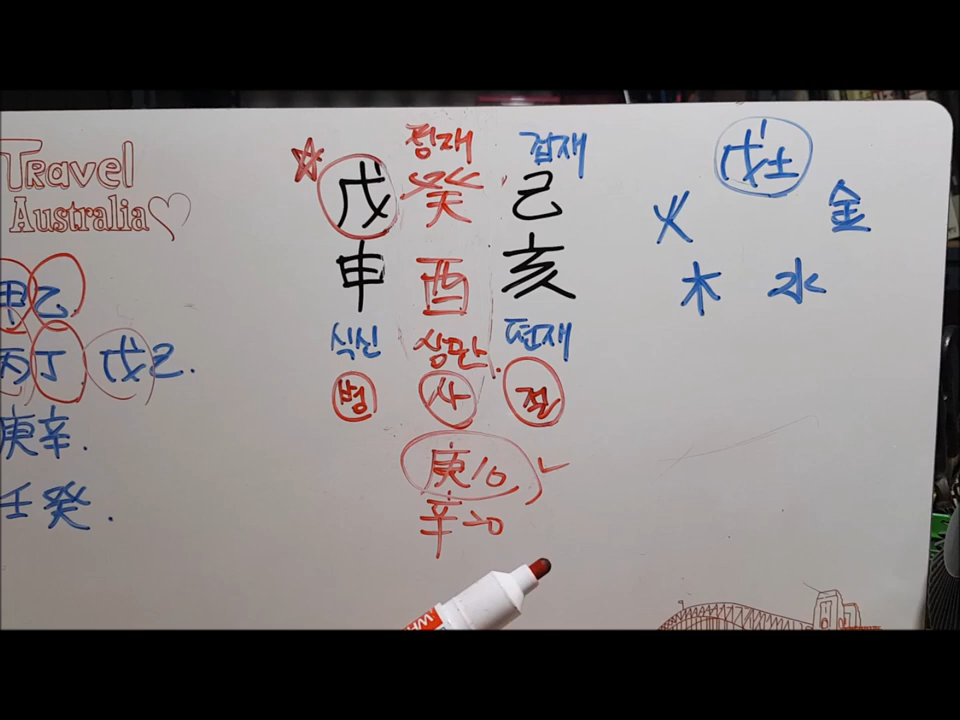 Travel
Australia
甲乙
丙丁 戊己.
庚辛.
壬癸.
정재 겁재
戊 癸 己
申 酉 亥
식신 상관 편재
병 사 절
庚10
辛20
戊土
火 金
木 水